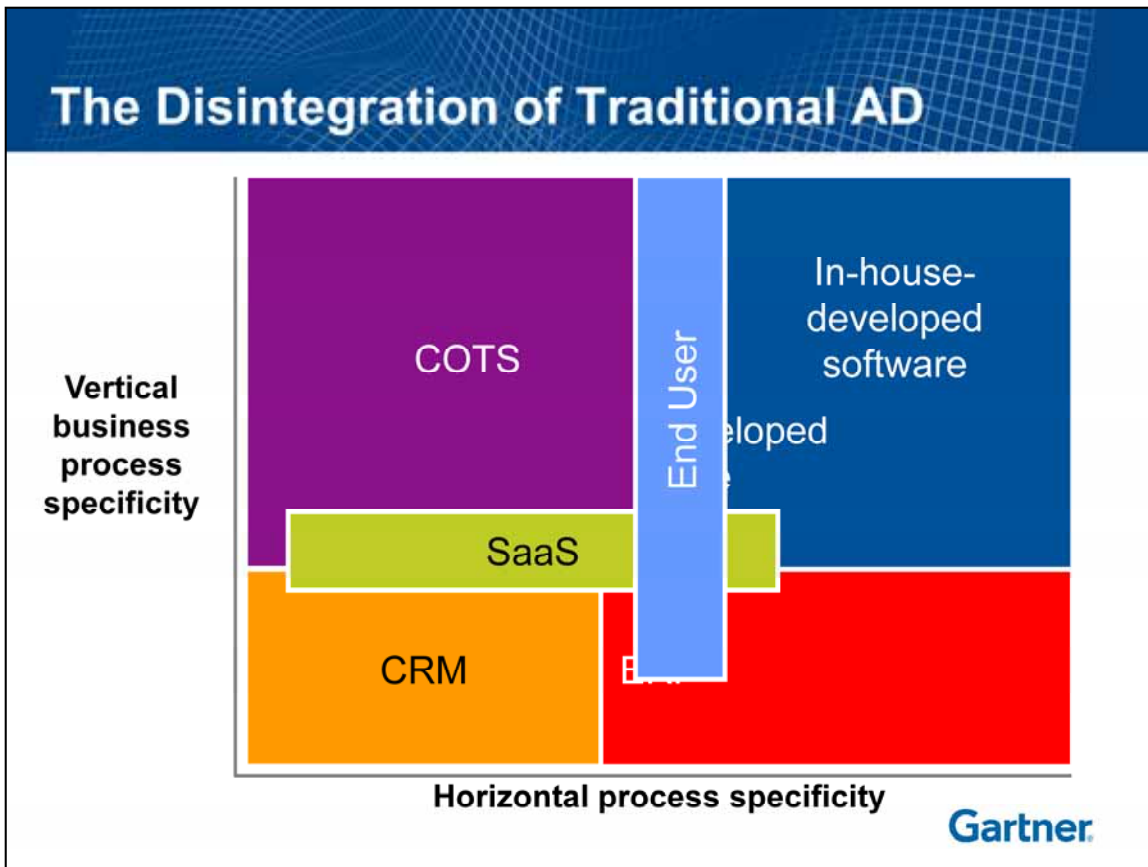 The Disintegration of Traditional AD
Vertical
business
process
specificity
COTS
End User
In-house-
developed
software
eloped
e
SaaS
CRM
Horizontal process specificity
Gartner